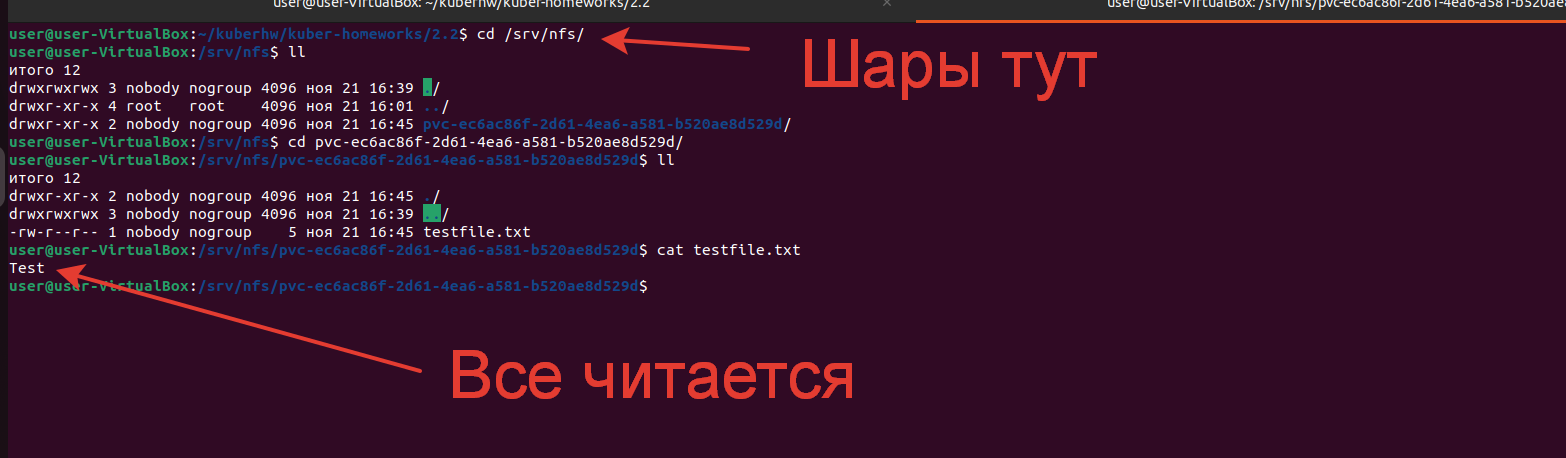 user@user-VirtualBox: ~/kuberhw/kuber-homeworks/2.2 × user@user-VirtualBox: /srv/nfs/pvc-ec6ac86f-2d61-4ea6-a581-b520ae8d529d
user@user-VirtualBox:~/kuberhw/kuber-homeworks/2.2$ cd /srv/nfs/
Шары тут
user@user-VirtualBox:/srv/nfs$ ll
итого 12
drwxrwxrwx 3 nobody nogroup 4096 ноя 21 16:39 ./
drwxr-xr-x 4 root   root    4096 ноя 21 16:01 ../
drwxr-xr-x 2 nobody nogroup 4096 ноя 21 16:45 pvc-ec6ac86f-2d61-4ea6-a581-b520ae8d529d/
user@user-VirtualBox:/srv/nfs$ cd pvc-ec6ac86f-2d61-4ea6-a581-b520ae8d529d/
user@user-VirtualBox:/srv/nfs/pvc-ec6ac86f-2d61-4ea6-a581-b520ae8d529d$ ll
итого 12
drwxr-xr-x 2 nobody nogroup 4096 ноя 21 16:45 ./
drwxrwxrwx 3 nobody nogroup 4096 ноя 21 16:39 ../
-rw-r--r-- 1 nobody nogroup    5 ноя 21 16:45 testfile.txt
user@user-VirtualBox:/srv/nfs/pvc-ec6ac86f-2d61-4ea6-a581-b520ae8d529d$ cat testfile.txt
Test
user@user-VirtualBox:/srv/nfs/pvc-ec6ac86f-2d61-4ea6-a581-b520ae8d529d$
Все читается